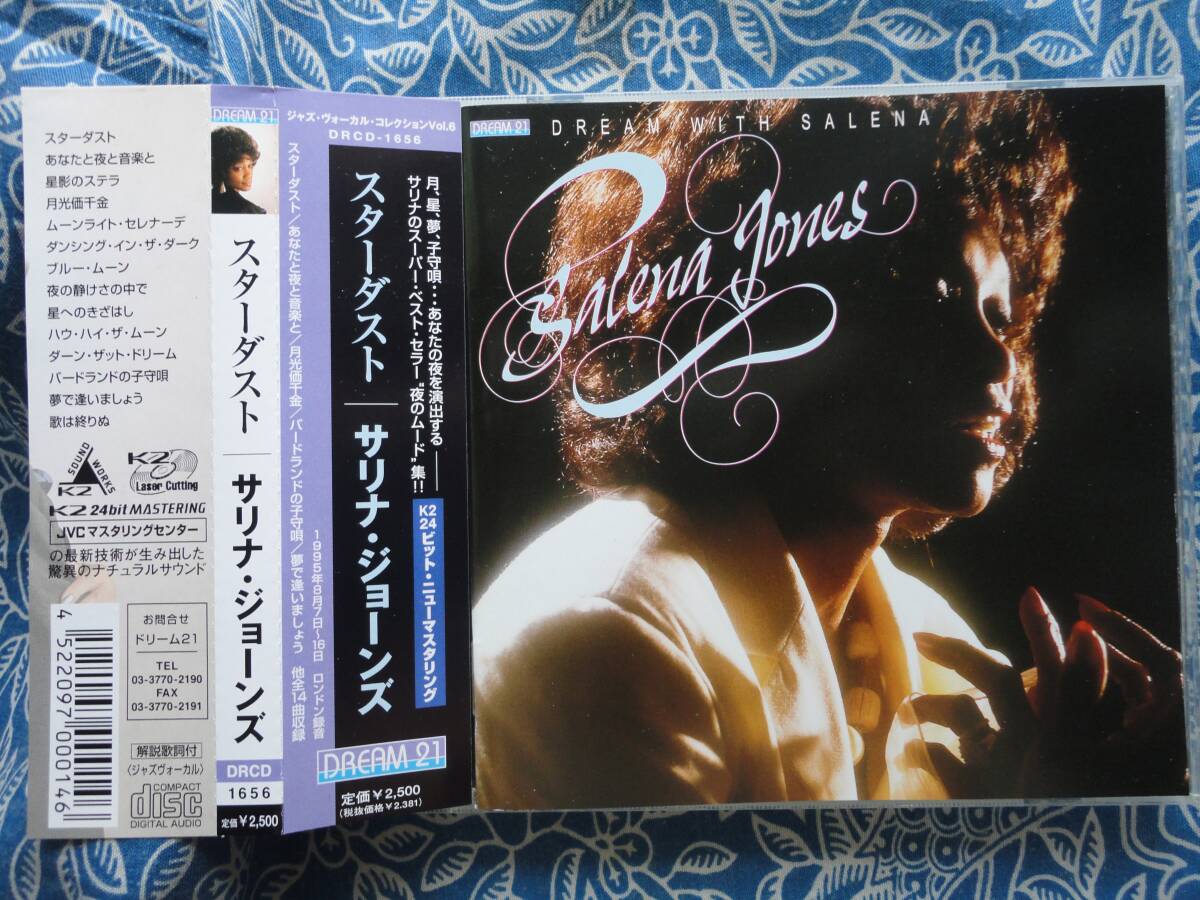 スターダスト
あなたと夜と音楽と
星影のステラ
月光価千金
ムーンライト・セレナーデ
ダンシング・イン・ザ・ダーク
ブルー・ムーン
夜の静けさの中で
星へのきざはし
ハウ・ハイ・ザ・ムーン
ダーン・ザット・ドリーム
バードランドの子守唄
夢で逢いましょう
歌は終りぬ
K2 SOUND WORKS
K2 Laser Cutting
K2 24bit MASTERING
JVCマスタリングセンター
の最新技術が生み出した
驚異のナチュラルサウンド
4522097000146
お問合せ
ドリーム21
TEL
03-3770-2190
FAX
03-3770-2191
解説歌詞付
〈ジャズヴォーカル〉
COMPACT
disc
DIGITAL AUDIO
DREAM 21
スターダスト
サリナ・ジョーンズ
DRCD
1656
定価¥2,500
ジャズ・ヴォーカル・コレクションVol.6
DRCD-1656
月、星、夢、子守唄・・・あなたの夜を演出する――
サリナのスーパー・ベスト・セラー“夜のムード”集!!
K2 24ビット・ニューマスタリング
スターダスト
サリナ・ジョーンズ
スターダスト/あなたと夜と音楽と/月光価千金/バードランドの子守唄/夢で逢いましょう 他全14曲収録
1995年8月7日~16日 ロンドン録音
DREAM 21
定価¥2,500
(税抜価格¥2,381)
DREAM 21
DREAM WITH SALENA
Salena Jones